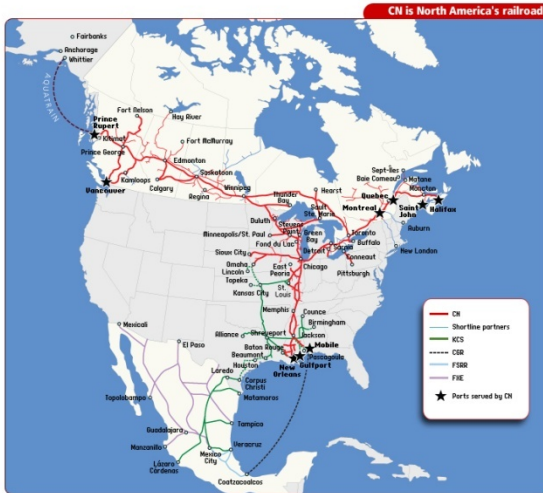 CN is North America's railroad
Fairbanks
Anchorage
Whittier
AQUATRAIN
Fort Nelson
Hay River
Prince
Rupert
Kitimat
Fort McMurray
Prince George
Edmonton
Saskatoon
Kamloops
Vancouver
Calgary
Regina
Winnipeg
Thunder
Bay
Hearst
Sept-Îles
Baie Comeau
Matane
Moncton
Quebec
Montreal
Saint
John
Halifax
Auburn
Duluth
Sault
Ste. Marie
Stevens
Point
Minneapolis/St. Paul
Green
Bay
Fond du Lac
Toronto
Sarnia
Buffalo
New London
Detroit
Conneaut
Pittsburgh
Sioux City
Chicago
Omaha
Lincoln
East
Peoria
Topeka
Kansas City
St.
Louis
Memphis
Counce
Birmingham
Mexicali
El Paso
Alliance
Shreveport
Jackson
Baton Rouge
Mobile
Beaumont
Pascagoula
Houston
New
Orleans
Gulfport
Laredo
Corpus
Christi
Matamoros
Topolobampo
Tampico
Guadalajara
Manzanillo
Veracruz
Mexico
City
Lázaro
Cárdenas
Coatzacoalcos
CN
Shortline partners
KCS
CGR
FSRR
FXE
Ports served by CN